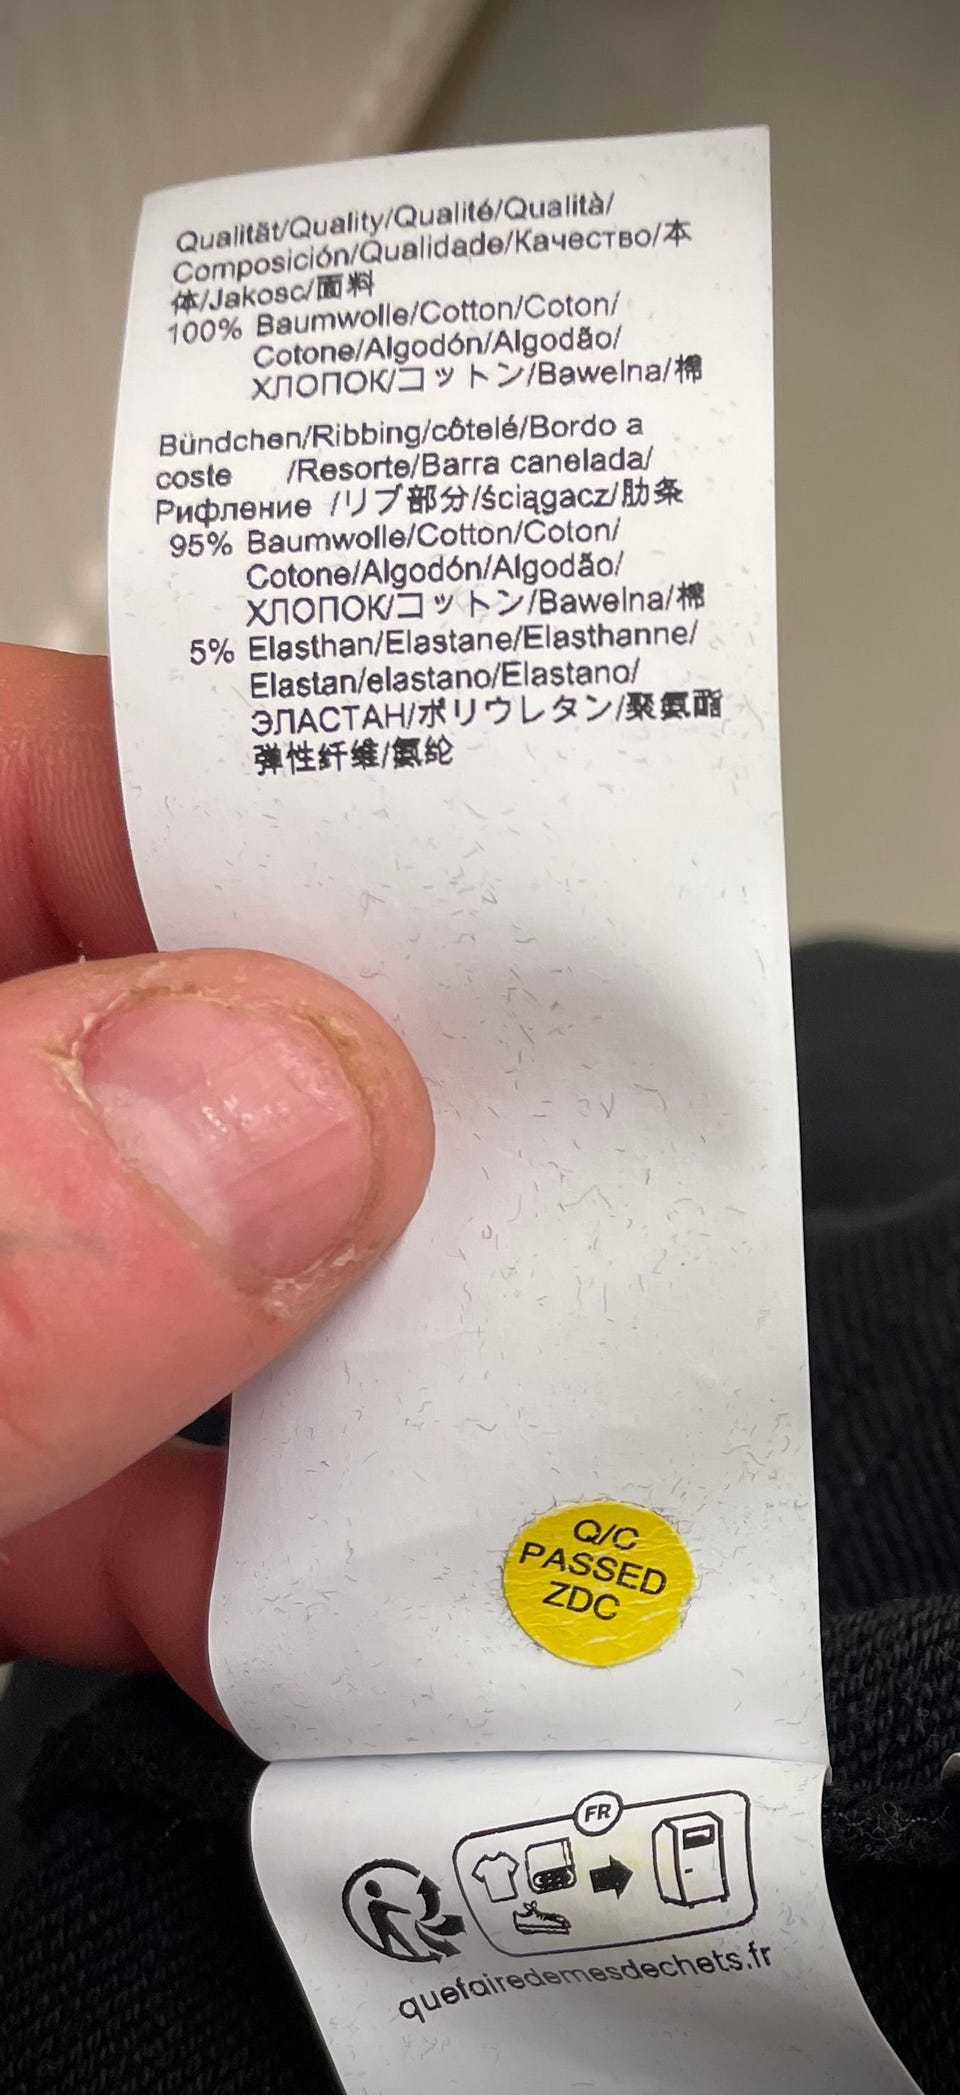 Qualität/Quality/Qualité/Qualità/
Composición/Qualidade/Качество/本
体/Jakosc/面料
100% Baumwolle/Cotton/Coton/
Cotone/Algodón/Algodão/
ХЛОПОК/コットン/Bawelna/棉
Bündchen/Ribbing/côtelé/Bordo a
coste /Resorte/Barra canelada/
Рифление /リブ部分/ściągacz/肋条
95% Baumwolle/Cotton/Coton/
Cotone/Algodón/Algodão/
ХЛОПОК/コットン/Bawelna/棉
5% Elasthan/Elastane/Elasthanne/
Elastan/elastano/Elastano/
ЭЛАСТАН/ポリウレタン/聚氨酯
弹性纤维/氨纶
Q/C
PASSED
ZDC
FR
quefairedemesdechets.fr